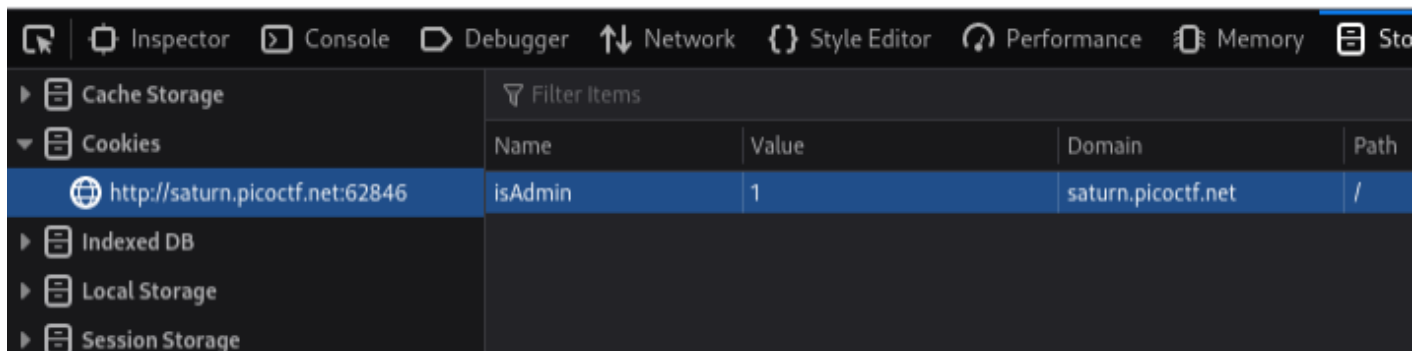 Inspector Console Debugger Network Style Editor Performance Memory Sto
Cache Storage
Filter Items
Cookies
Name Value Domain Path
http://saturn.picoctf.net:62846 isAdmin 1 saturn.picoctf.net /
Indexed DB
Local Storage
Session Storage